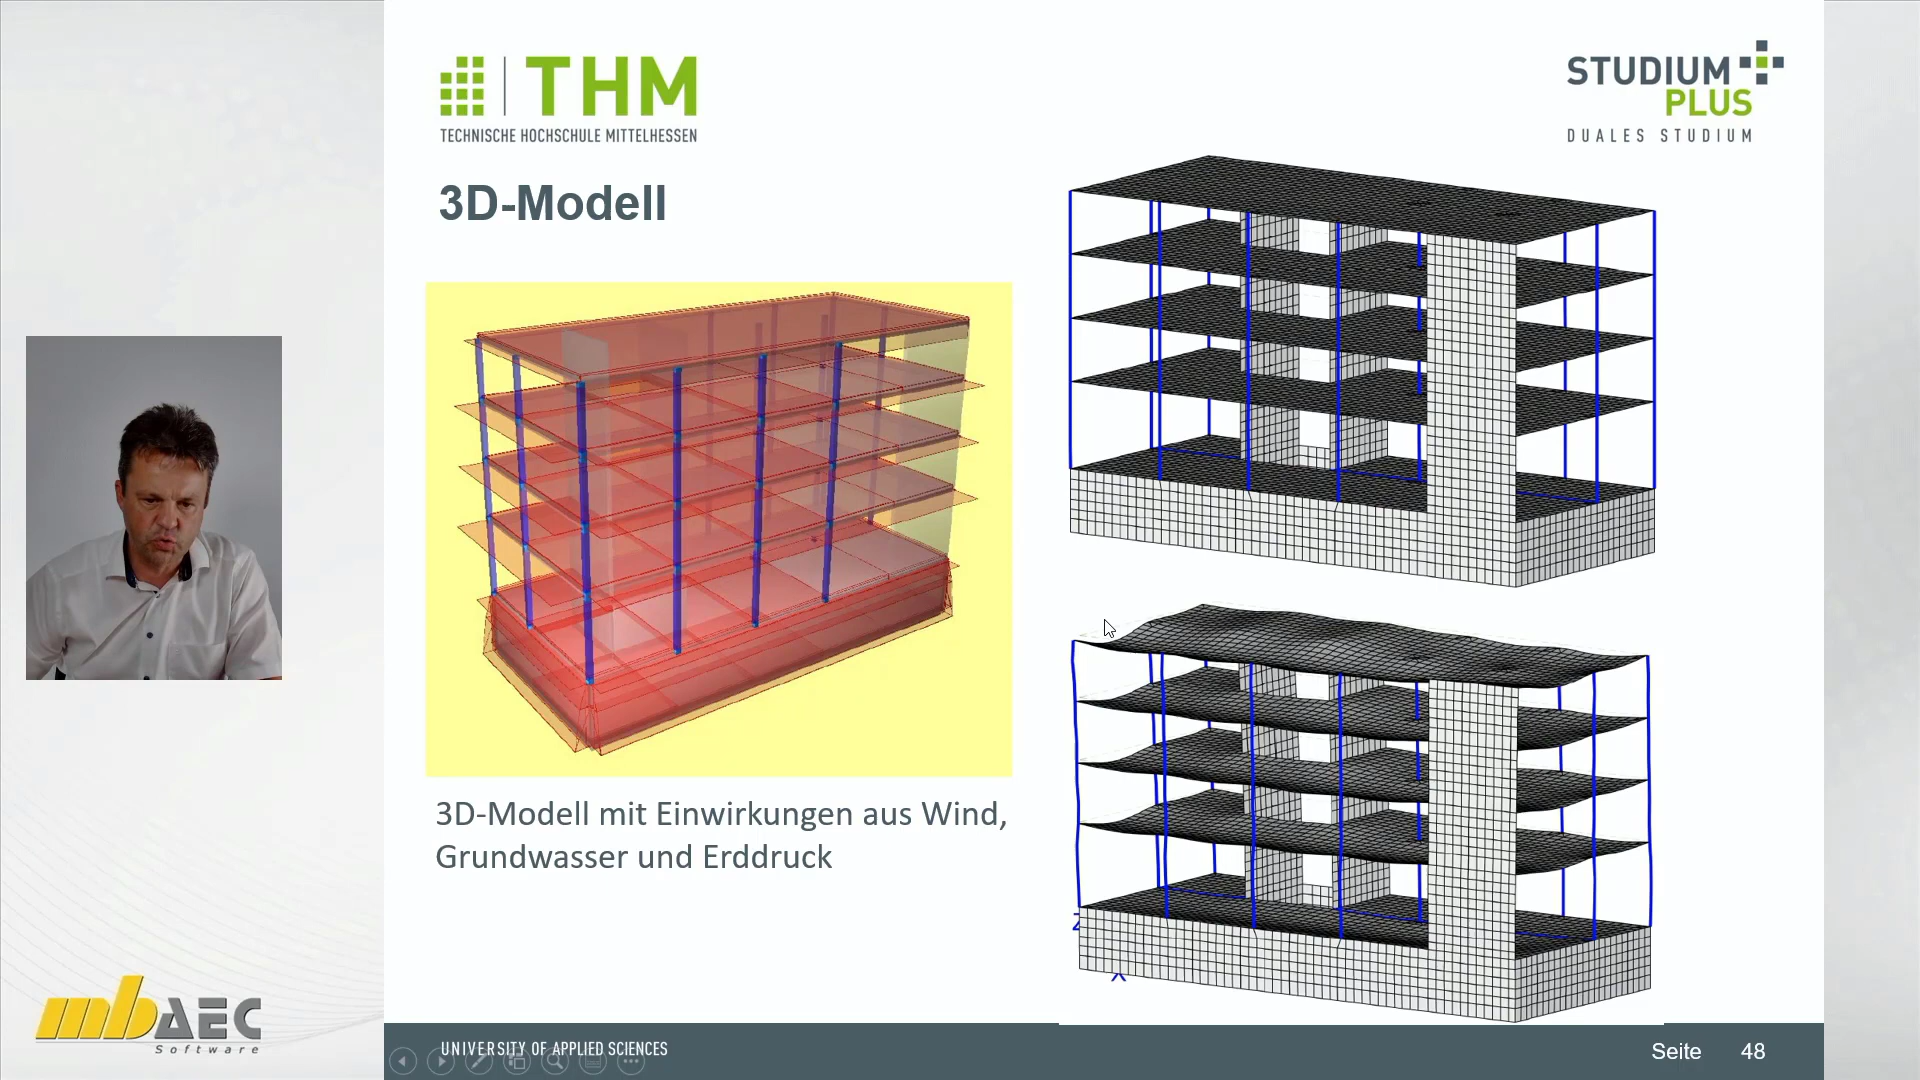 THM
TECHNISCHE HOCHSCHULE MITTELHESSEN
STUDIUM
PLUS
DUALES STUDIUM
3D-Modell
3D-Modell mit Einwirkungen aus Wind,
Grundwasser und Erddruck
Z
X
mbAEC
Software
UNIVERSITY OF APPLIED SCIENCES
Seite 48